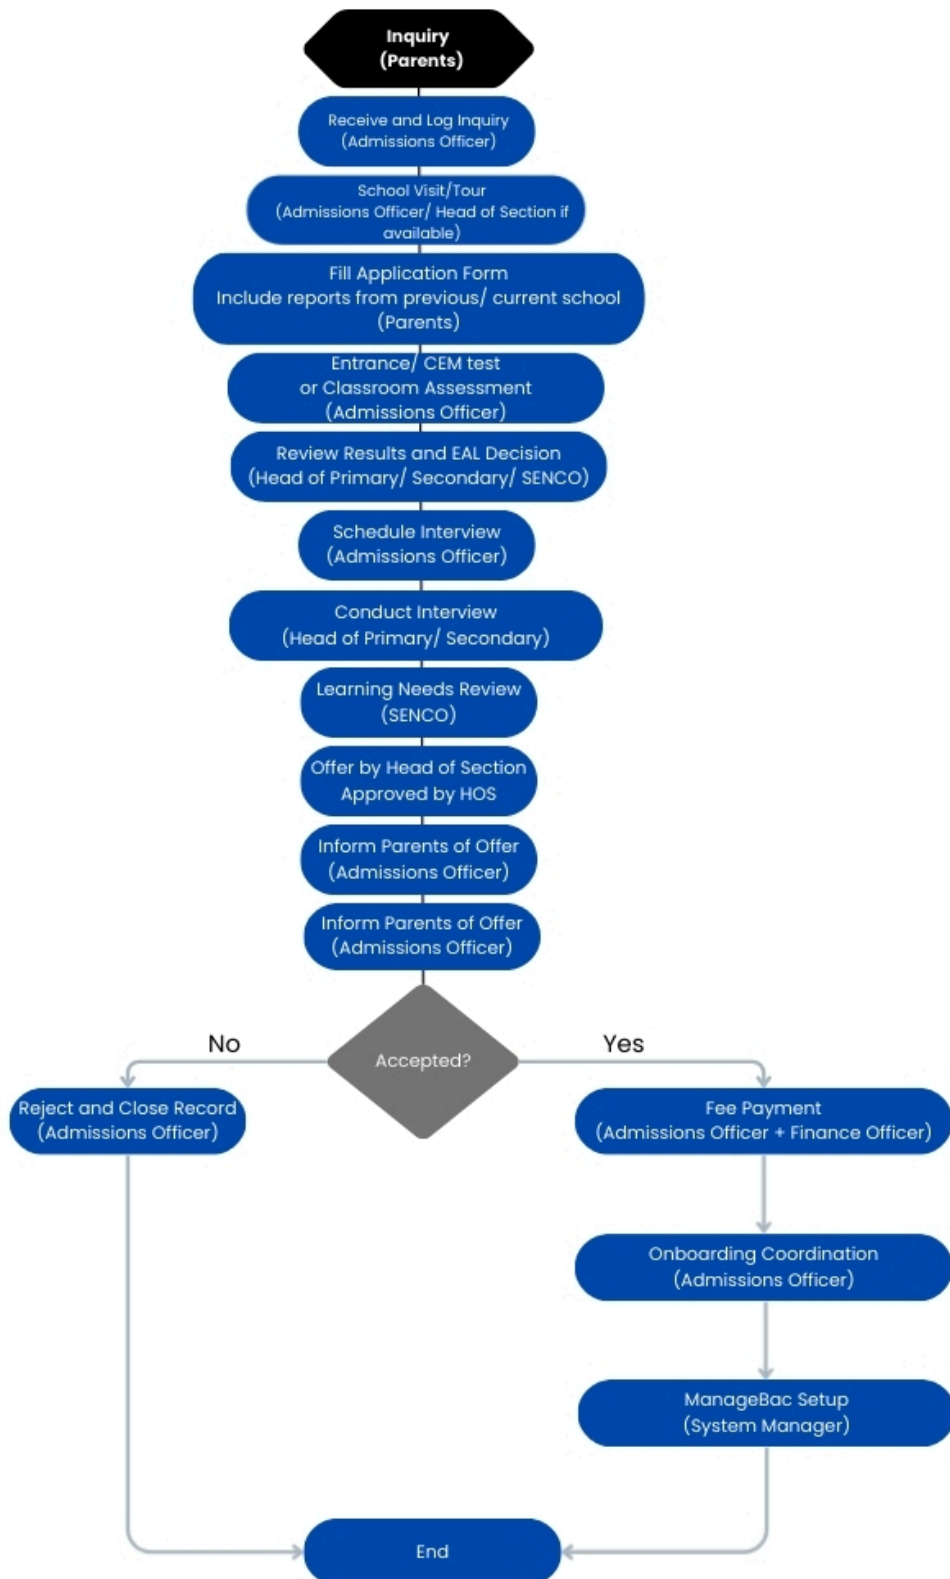 Inquiry
(Parents)
Receive and Log Inquiry
(Admissions Officer)
School Visit/Tour
(Admissions Officer/ Head of Section if
available)
Fill Application Form
Include reports from previous/ current school
(Parents)
Entrance/ CEM test
or Classroom Assessment
(Admissions Officer)
Review Results and EAL Decision
(Head of Primary/ Secondary/ SENCO)
Schedule Interview
(Admissions Officer)
Conduct Interview
(Head of Primary/ Secondary)
Learning Needs Review
(SENCO)
Offer by Head of Section
Approved by HOS
Inform Parents of Offer
(Admissions Officer)
Inform Parents of Offer
(Admissions Officer)
Accepted?
No
Yes
Reject and Close Record
(Admissions Officer)
Fee Payment
(Admissions Officer + Finance Officer)
Onboarding Coordination
(Admissions Officer)
ManageBac Setup
(System Manager)
End